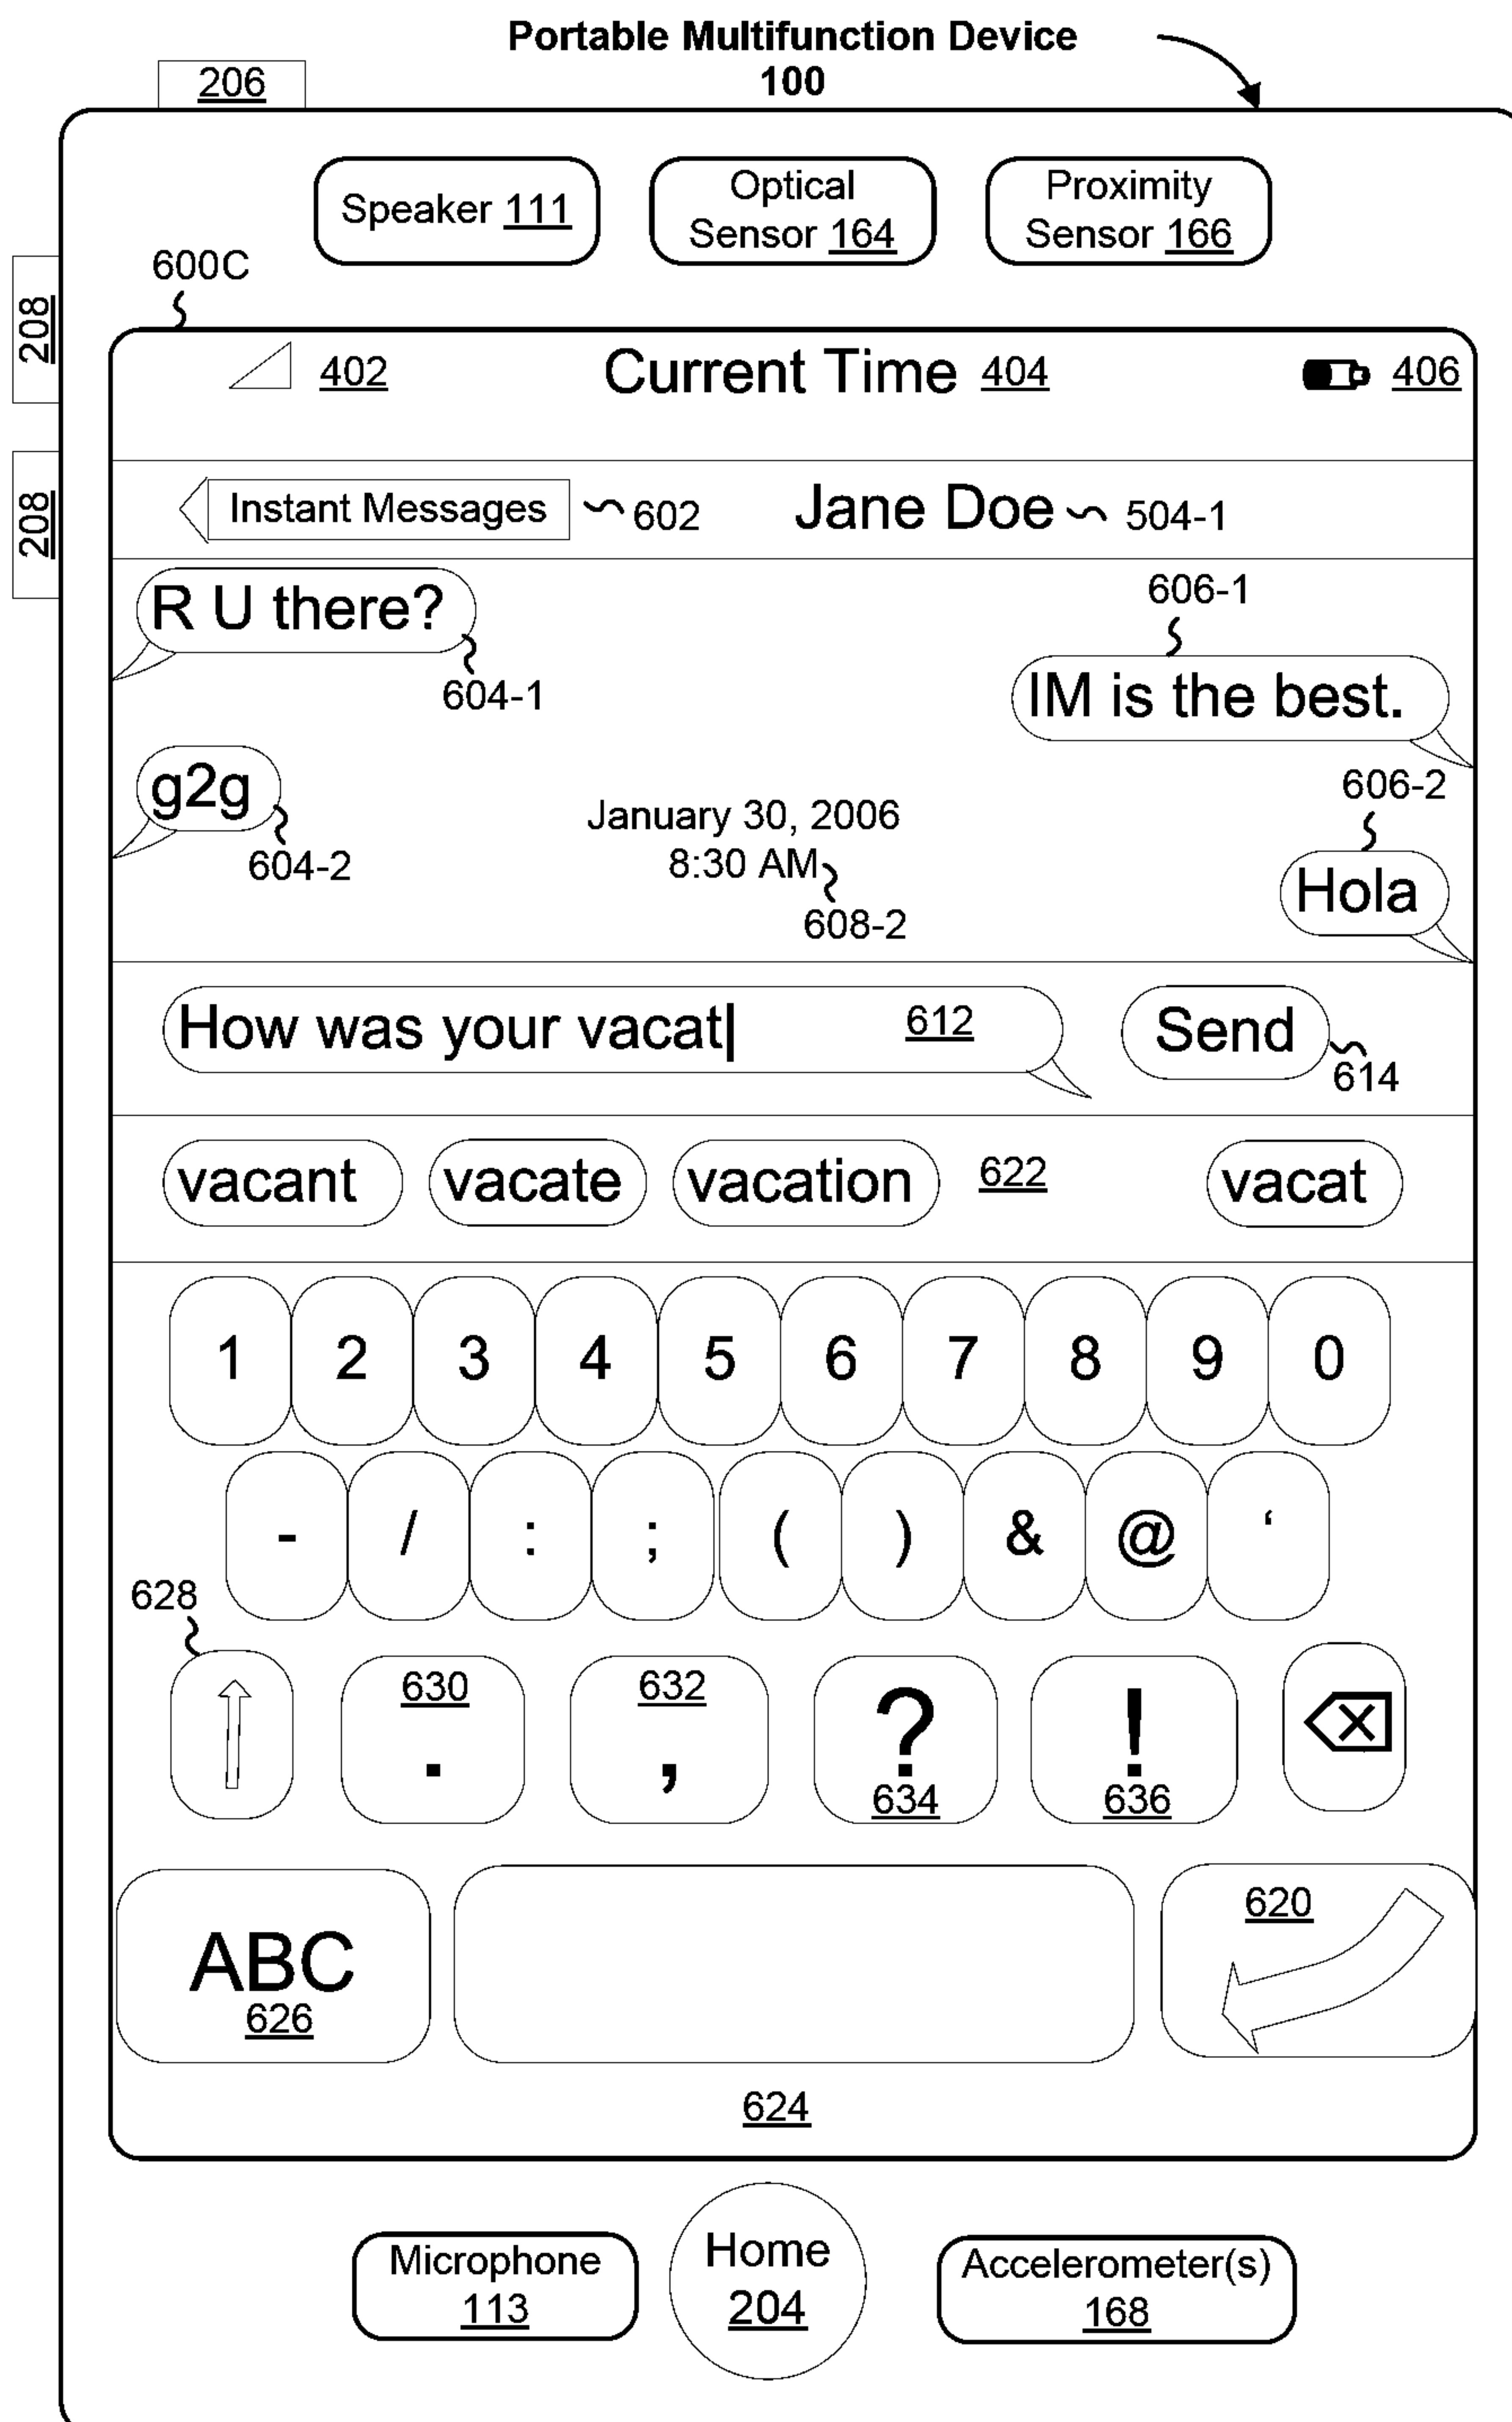 Portable Multifunction Device
100
206
Speaker 111
Optical
Sensor 164
Proximity
Sensor 166
600C
208
208
402
Current Time 404
406
Instant Messages
602
Jane Doe
504-1
R U there?
604-1
606-1
IM is the best.
g2g
604-2
January 30, 2006
8:30 AM
608-2
606-2
Hola
How was your vacat
612
Send
614
vacant
vacate
vacation
622
vacat
1 2 3 4 5 6 7 8 9 0
- / : ; ( ) & @ ‘
628
630
.
632
,
?
634
!
636
ABC
626
620
624
Microphone
113
Home
204
Accelerometer(s)
168